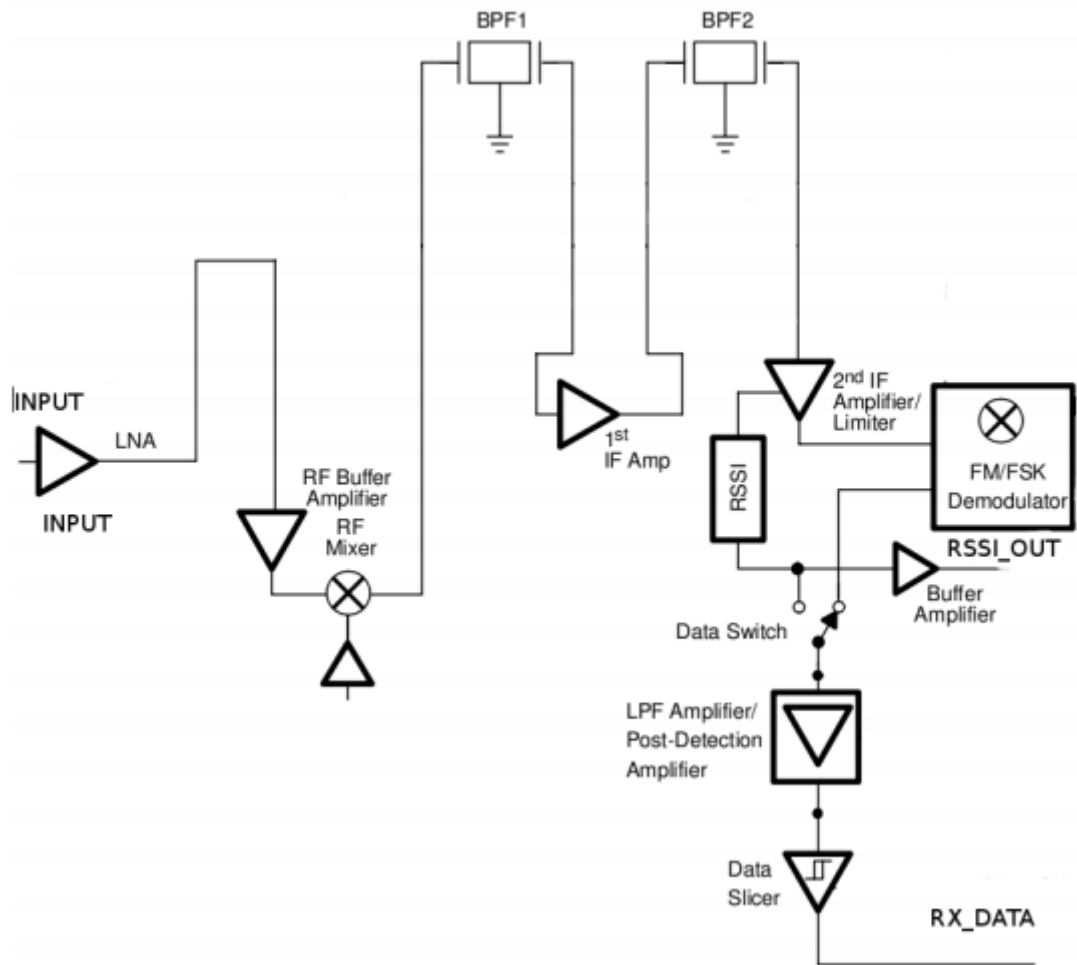 BPF1
BPF2
INPUT
LNA
INPUT
RF Buffer
Amplifier
RF
Mixer
1st
IF Amp
2nd IF
Amplifier/
Limiter
RSSI
FM/FSK
Demodulator
RSSI_OUT
Buffer
Amplifier
Data Switch
LPF Amplifier/
Post-Detection
Amplifier
Data
Slicer
RX_DATA